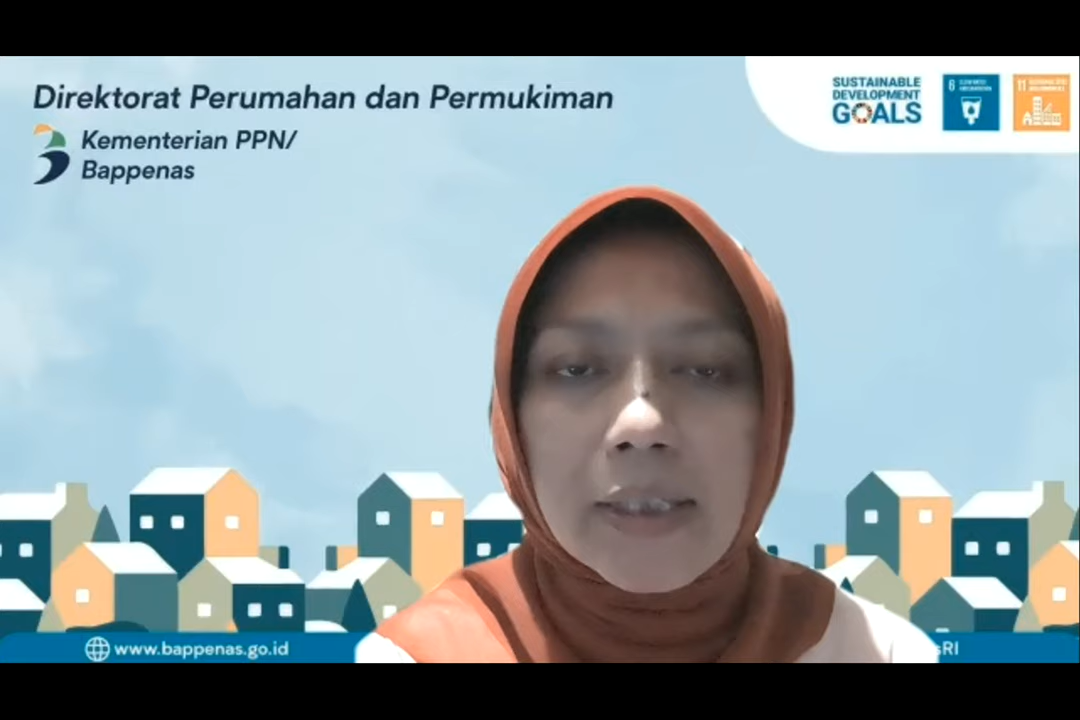 Direktorat Perumahan dan Permukiman
Kementerian PPN/
Bappenas
SUSTAINABLE
DEVELOPMENT
GOALS
6
11
www.bappenas.go.id
sRI